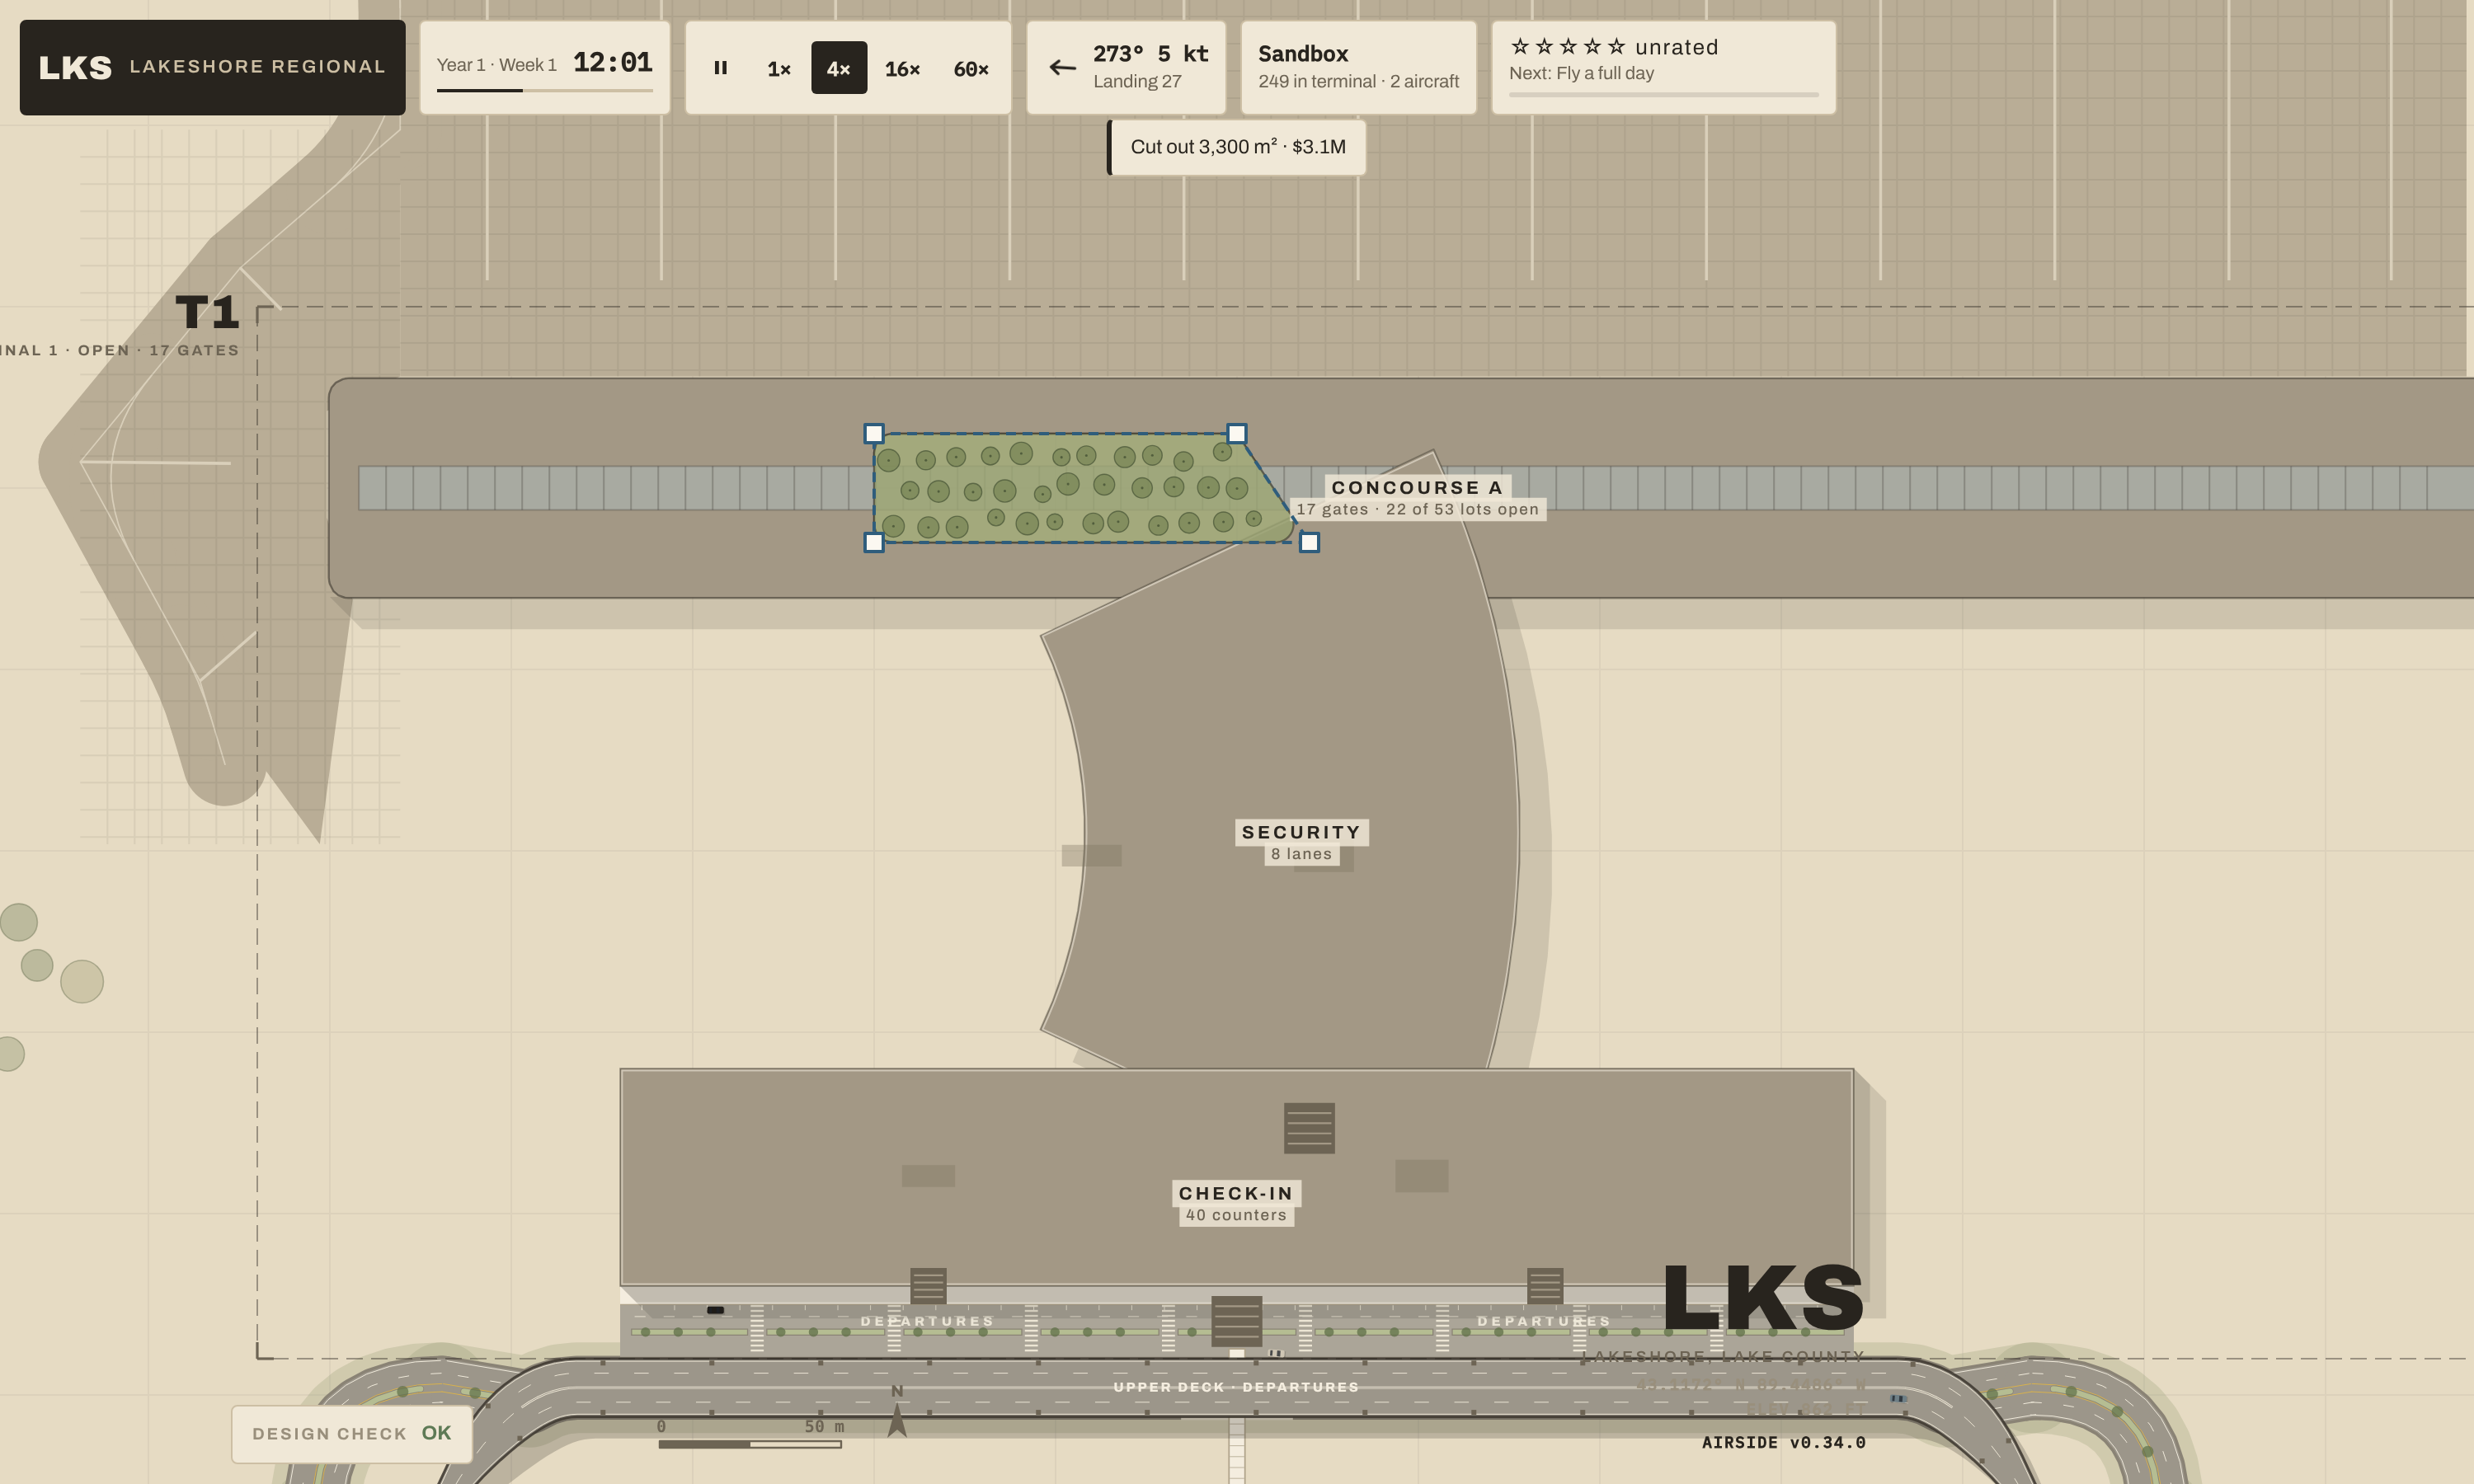 LKS LAKESHORE REGIONAL
Year 1 · Week 1 12:01
1× 4× 16× 60×
273° 5 kt
Landing 27
Sandbox
249 in terminal · 2 aircraft
☆☆☆☆☆ unrated
Next: Fly a full day
Cut out 3,300 m² · $3.1M
T1
INAL 1 · OPEN · 17 GATES
CONCOURSE A
17 gates · 22 of 53 lots open
SECURITY
8 lanes
CHECK-IN
40 counters
LKS
DEPARTURES
DEPARTURES
LAKESHORE, LAKE COUNTY
UPPER DECK · DEPARTURES
N
0 50 m
DESIGN CHECK OK
AIRSIDE v0.34.0